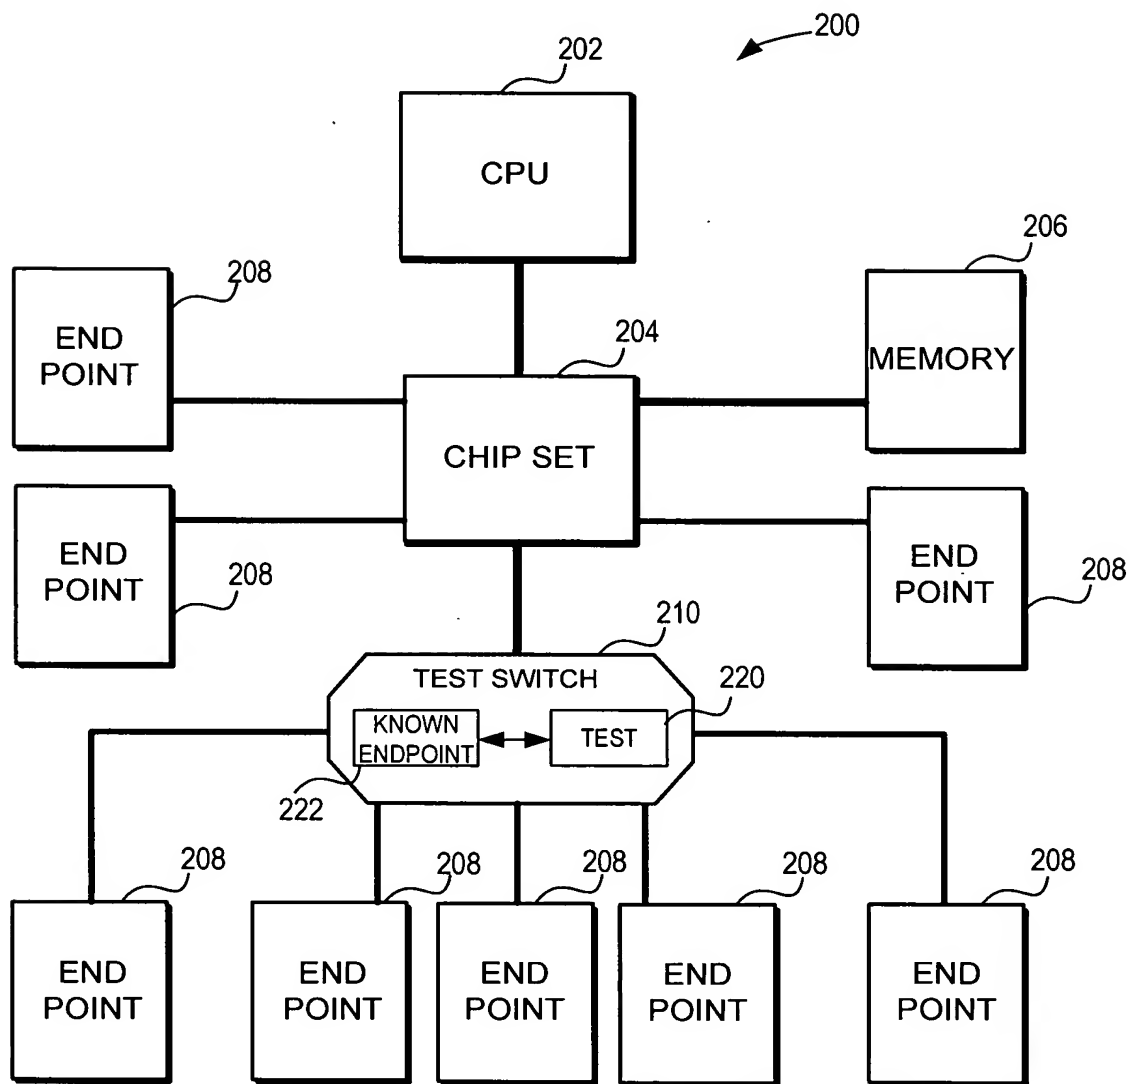 200
202
CPU
206
208
END
POINT
204
MEMORY
CHIP SET
END
POINT
208
END
POINT
208
210
TEST SWITCH
220
KNOWN
ENDPOINT
TEST
222
208
208
208
208
208
END
POINT
END
POINT
END
POINT
END
POINT
END
POINT